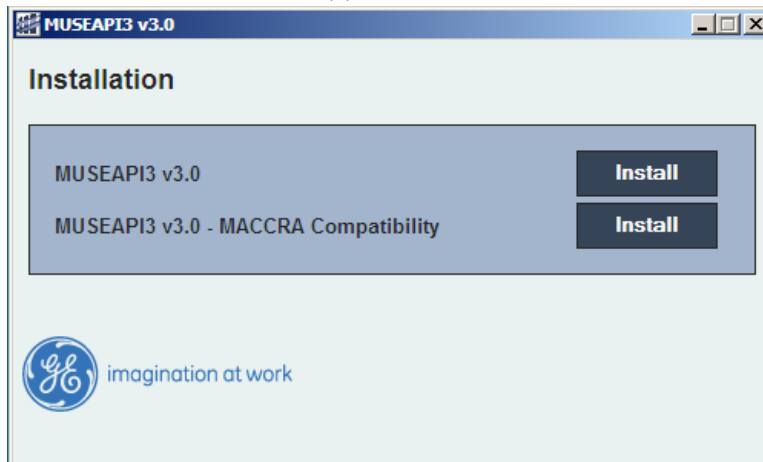 MUSEAPI3 v3.0
Installation
MUSEAPI3 v3.0
Install
MUSEAPI3 v3.0 - MACCRA Compatibility
Install
GE imagination at work